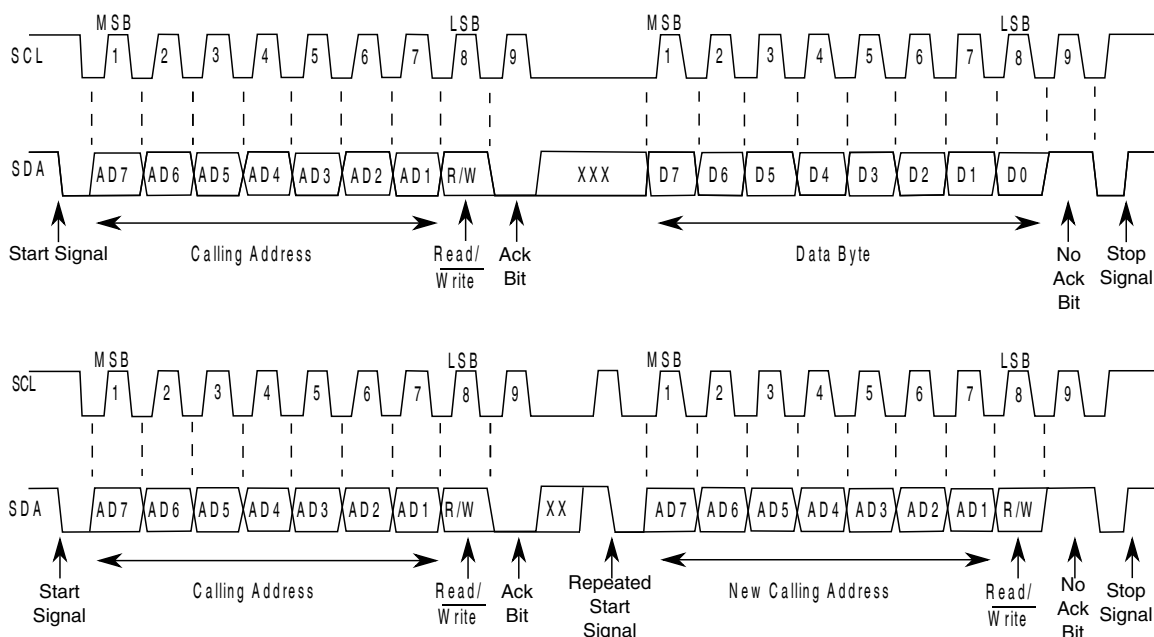 MSB LSB MSB LSB
SCL 1 2 3 4 5 6 7 8 9 1 2 3 4 5 6 7 8 9
SDA AD7 AD6 AD5 AD4 AD3 AD2 AD1 R/W XXX D7 D6 D5 D4 D3 D2 D1 D0
Start Signal Calling Address Read/ Ack Data Byte No Stop
Write Bit Ack Signal
Bit
MSB LSB MSB LSB
SCL 1 2 3 4 5 6 7 8 9 1 2 3 4 5 6 7 8 9
SDA AD7 AD6 AD5 AD4 AD3 AD2 AD1 R/W XX AD7 AD6 AD5 AD4 AD3 AD2 AD1 R/W
Start Calling Address Read/ Ack Repeated New Calling Address Read/ No Stop
Signal Write Bit Start Write Ack Signal
Signal Bit